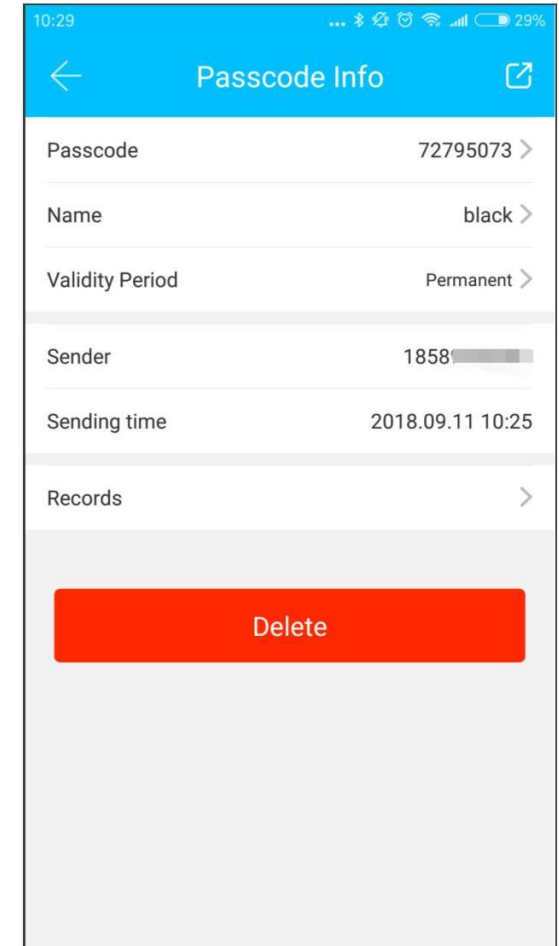 10:29 ... 29%
Passcode Info
Passcode 72795073
Name black
Validity Period Permanent
Sender 1858
Sending time 2018.09.11 10:25
Records
Delete